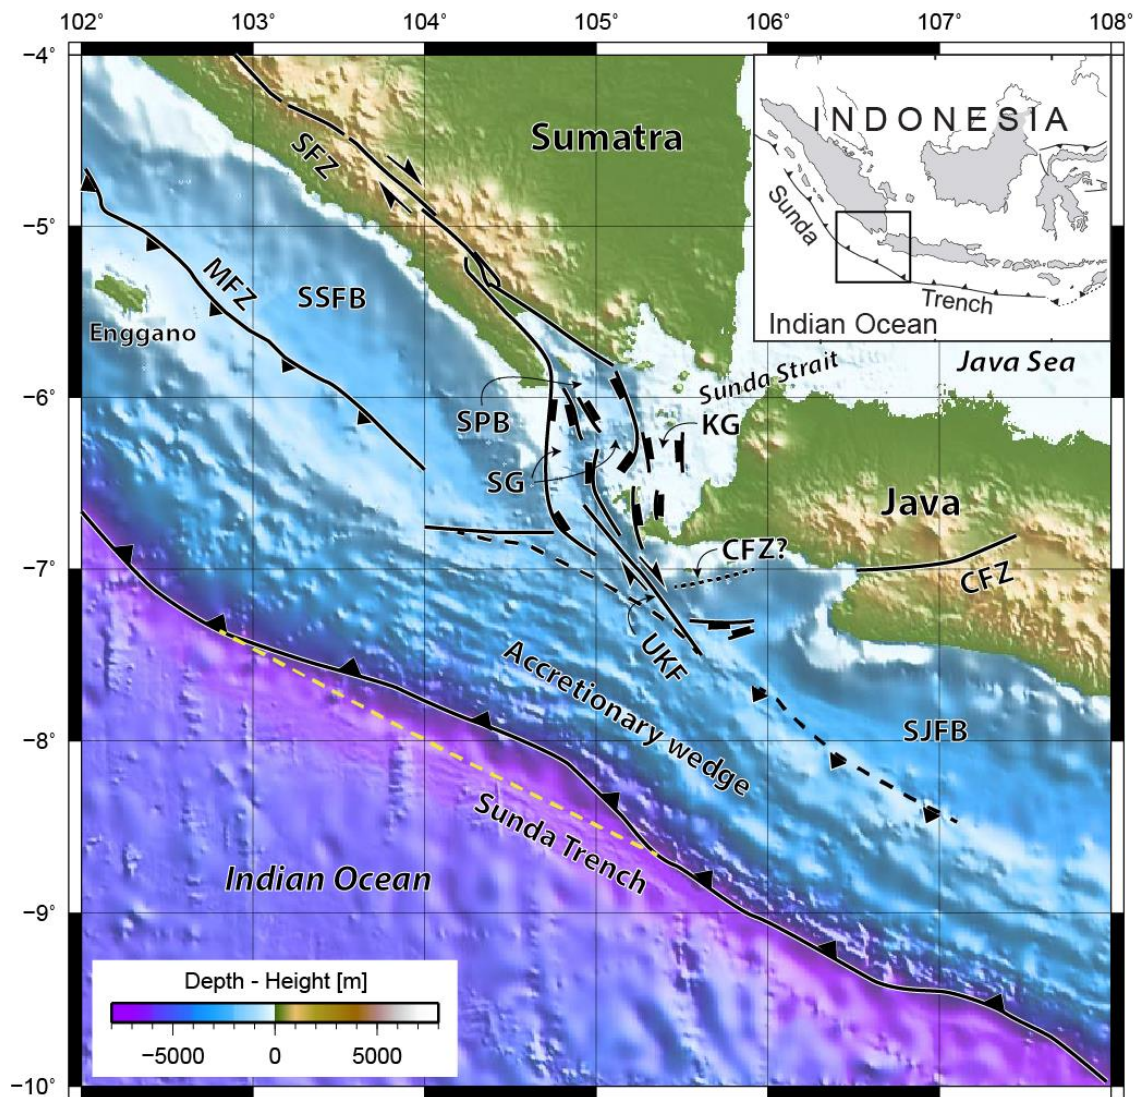 102˚ 103˚ 104˚ 105˚ 106˚ 107˚ 108˚
−4˚
−5˚
−6˚
−7˚
−8˚
−9˚
−10˚
INDONESIA
Sunda
Trench
Indian Ocean
Sumatra
SFZ
MFZ
SSFB
Enggano
Java Sea
Sunda Strait
SPB
KG
SG
Java
CFZ?
CFZ
UKF
Accretionary wedge
SJFB
Sunda Trench
Indian Ocean
Depth - Height [m]
−5000 0 5000